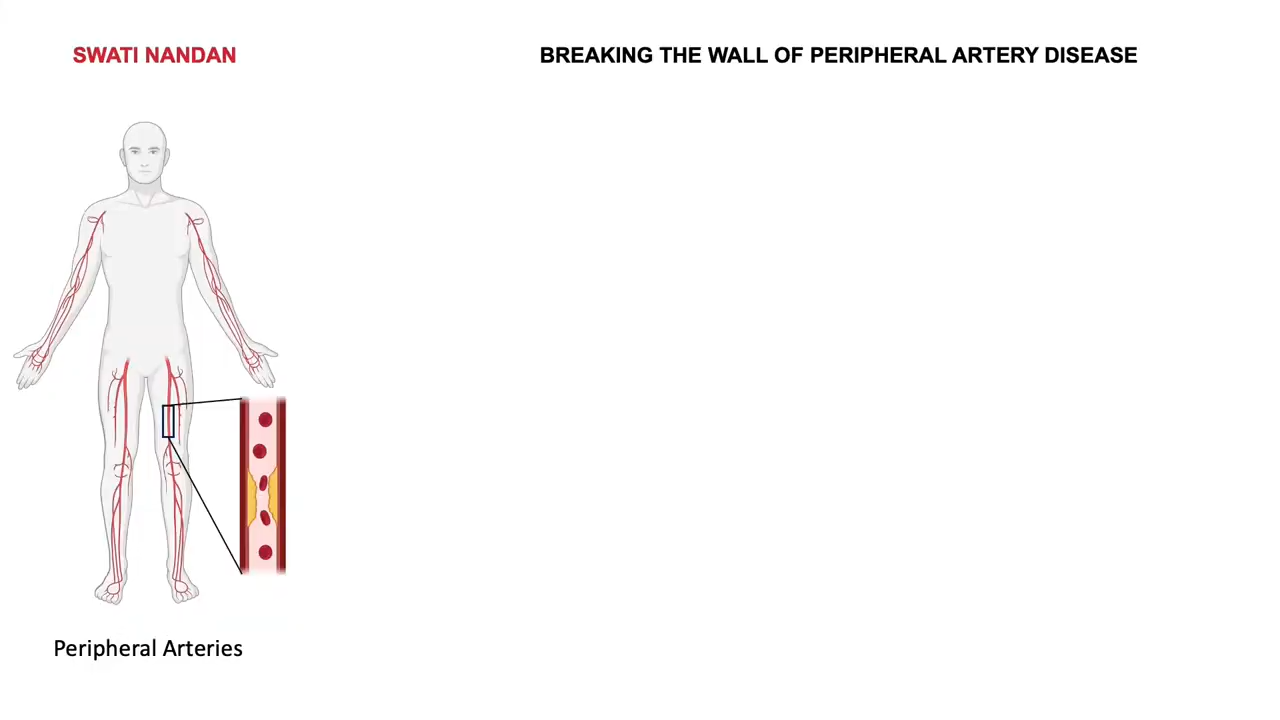 SWATI NANDAN
BREAKING THE WALL OF PERIPHERAL ARTERY DISEASE
Peripheral Arteries